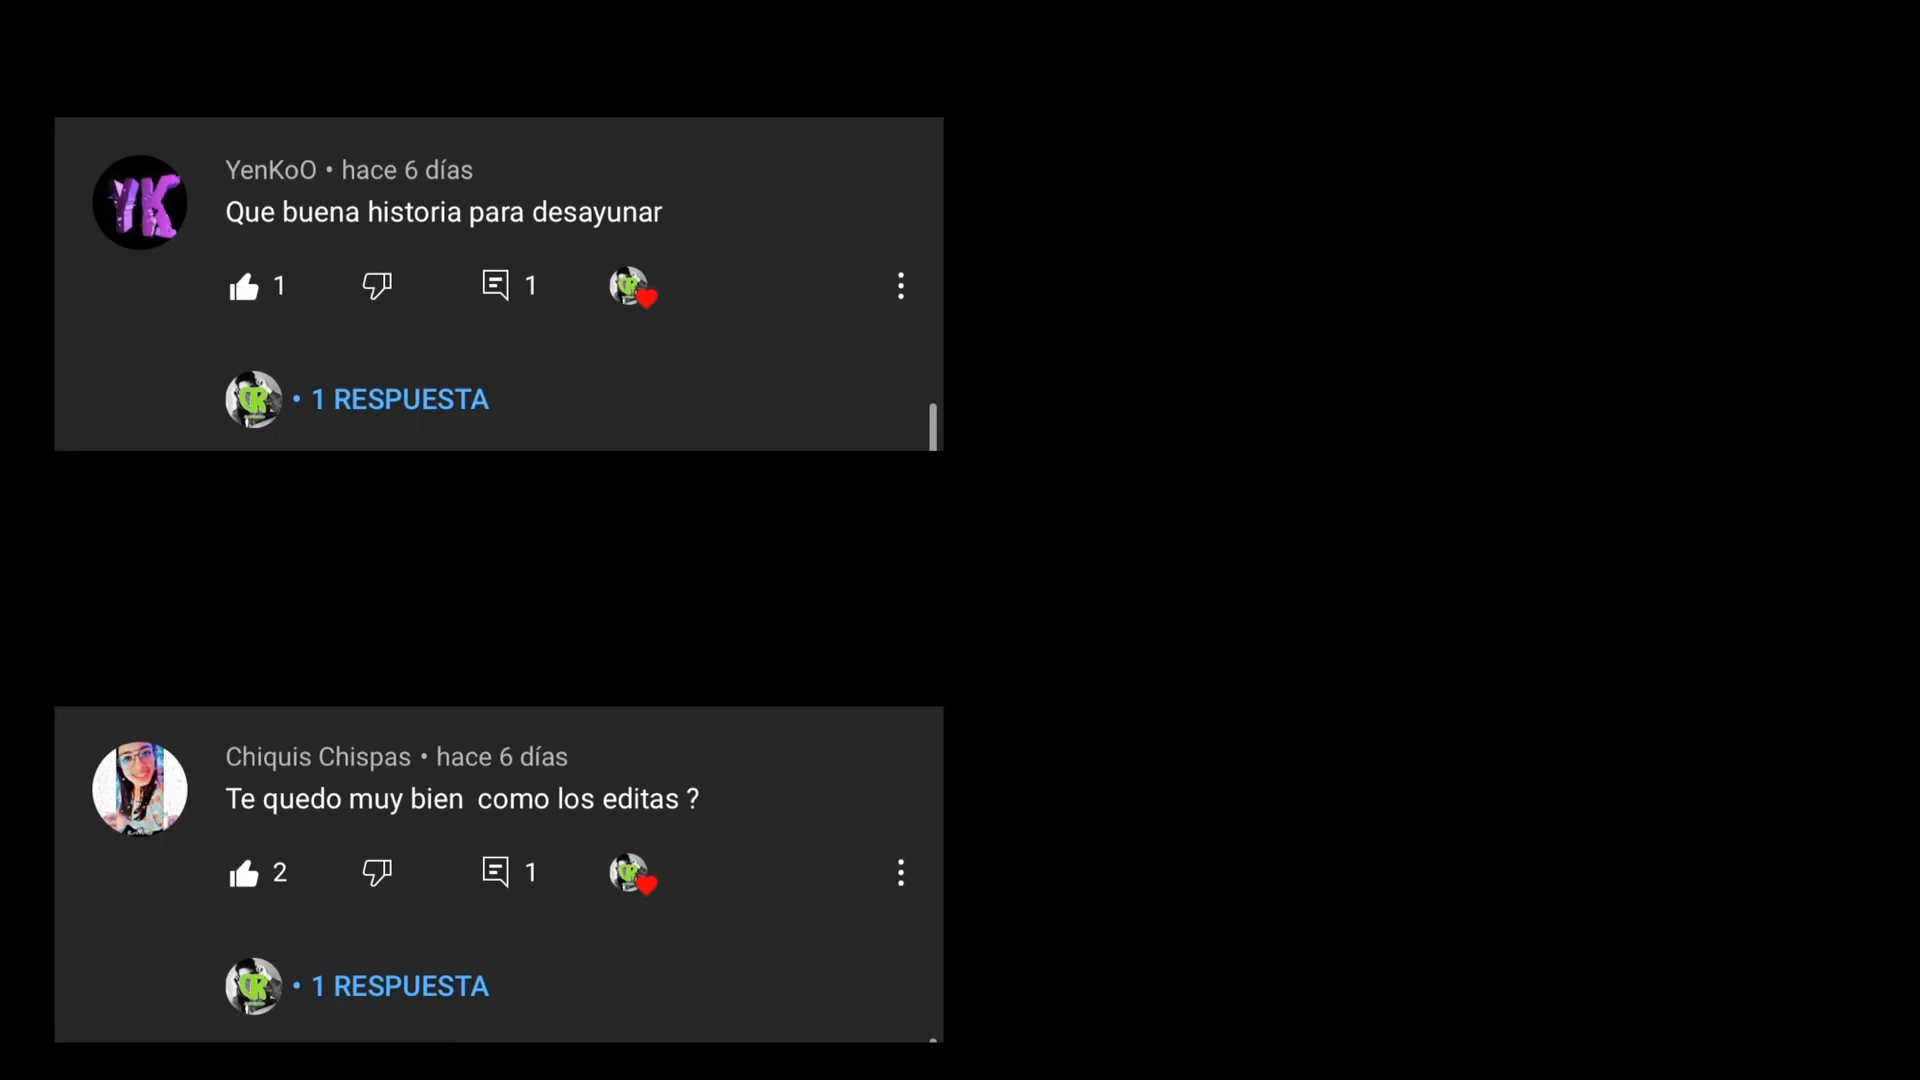 YenKoO • hace 6 días
Que buena historia para desayunar
1 1
• 1 RESPUESTA
Chiquis Chispas • hace 6 días
Te quedo muy bien  como los editas ?
2 1
• 1 RESPUESTA